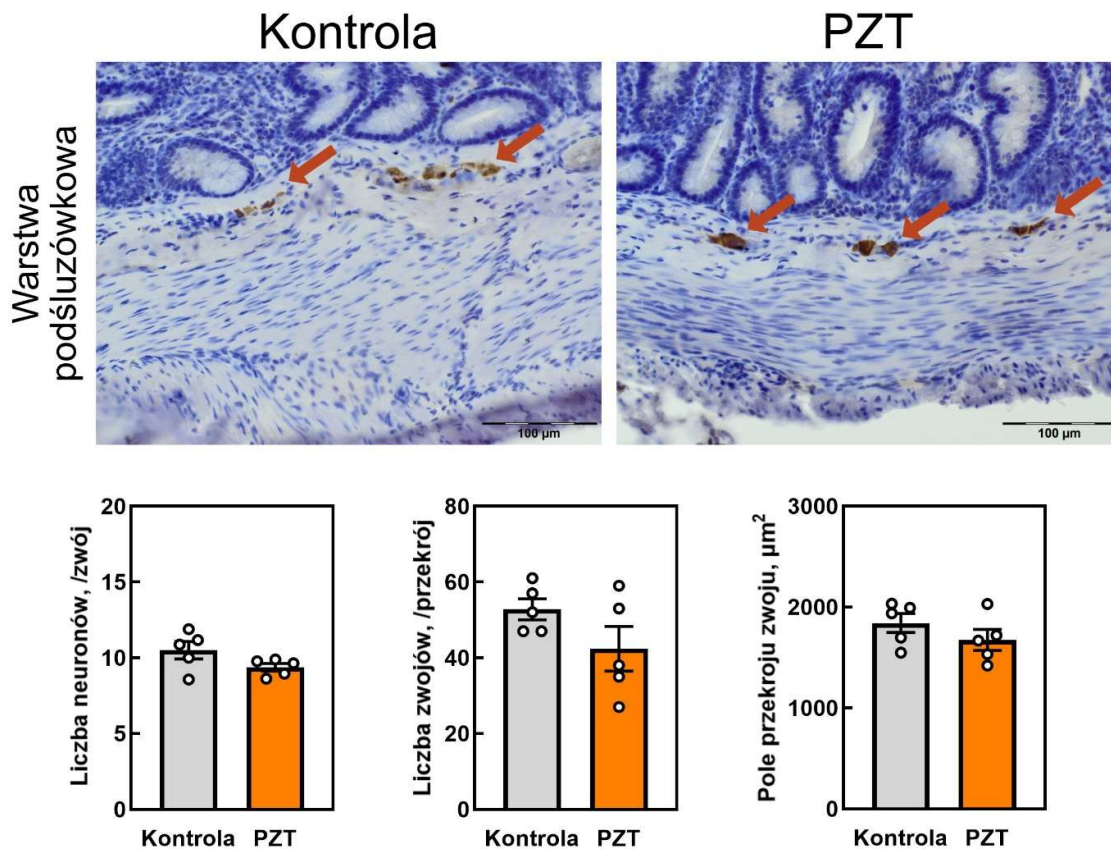 Kontrola
PZT
Warstwa
podśluzówkowa
100 µm
100 µm
Liczba neuronów, /zwój
20
15
10
5
0
Kontrola PZT
Liczba zwojów, /przekrój
80
60
40
20
0
Kontrola PZT
Pole przekroju zwoju, µm²
3000
2000
1000
0
Kontrola PZT